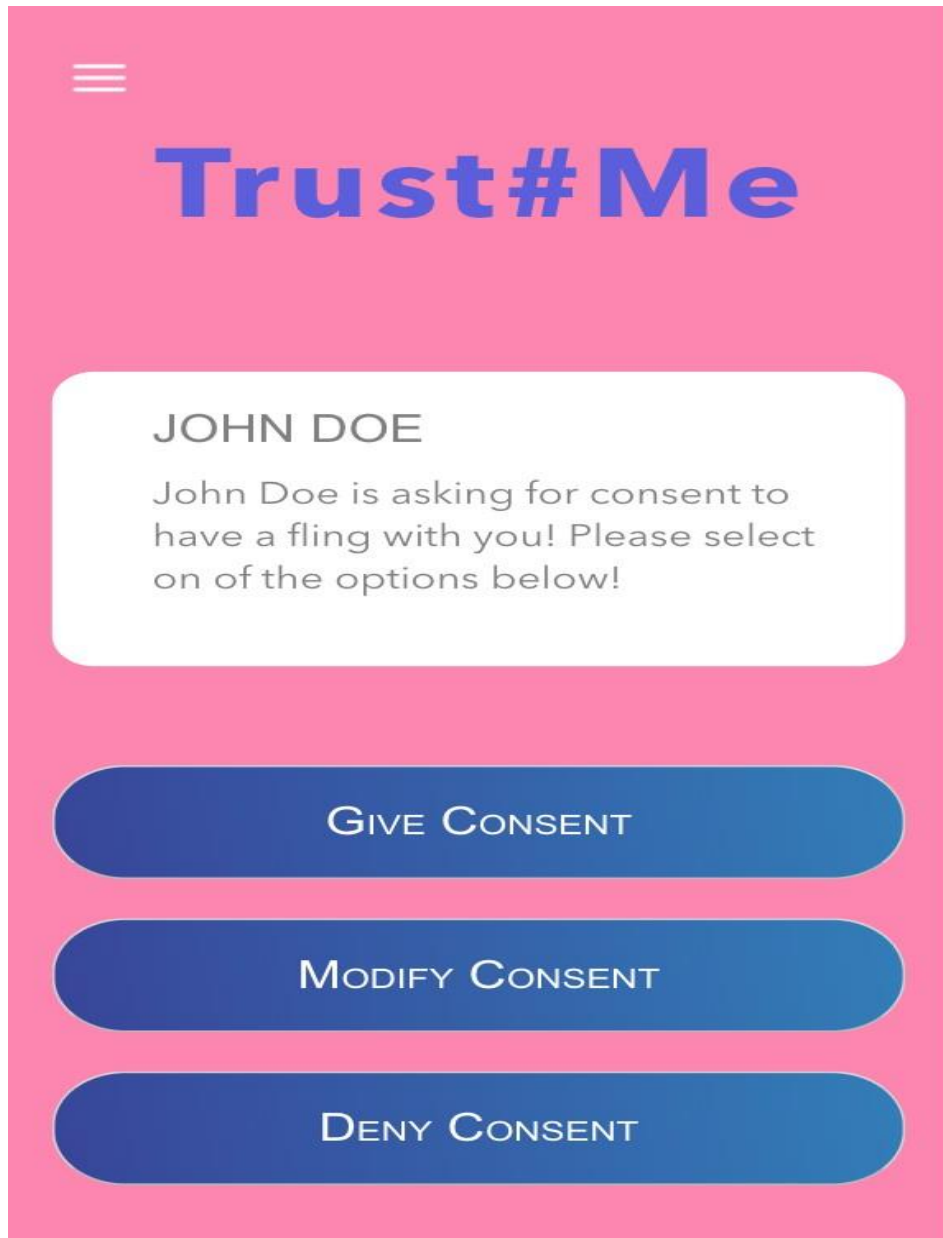 Trust#Me
JOHN DOE
John Doe is asking for consent to
have a fling with you! Please select
on of the options below!
GIVE CONSENT
MODIFY CONSENT
DENY CONSENT